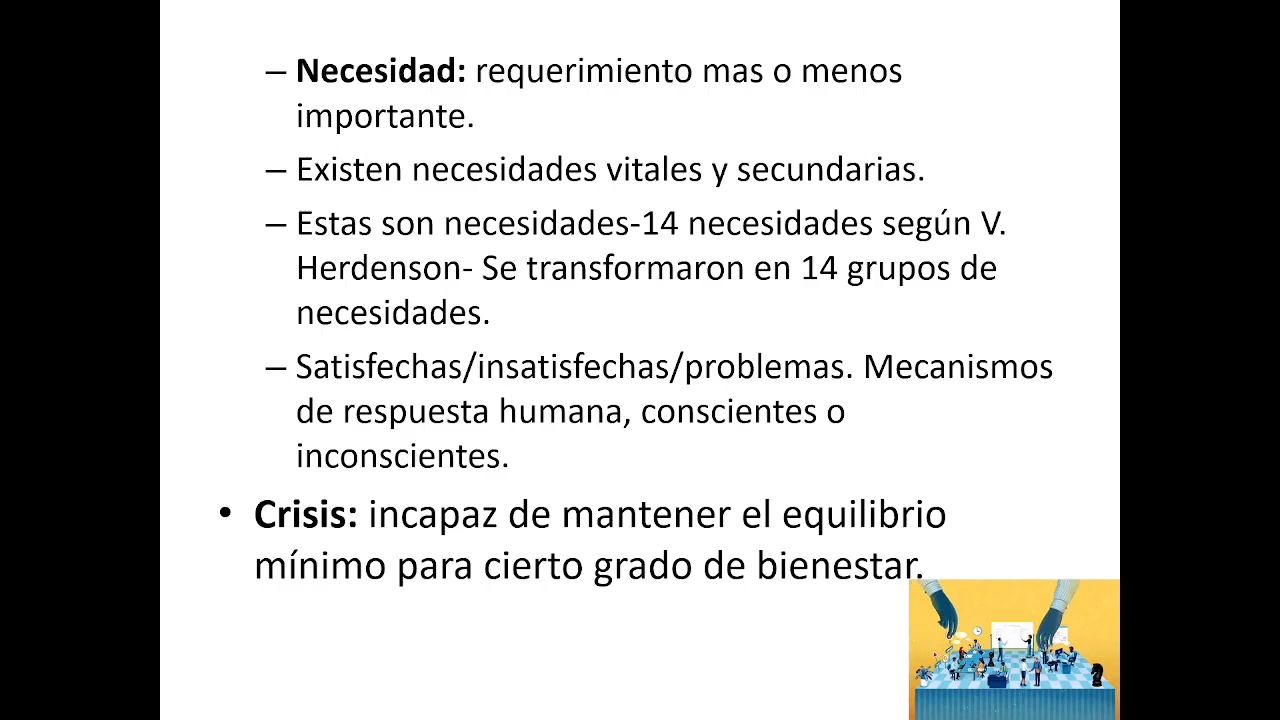 – Necesidad: requerimiento mas o menos
importante.
– Existen necesidades vitales y secundarias.
– Estas son necesidades-14 necesidades según V.
Herdenson- Se transformaron en 14 grupos de
necesidades.
– Satisfechas/insatisfechas/problemas. Mecanismos
de respuesta humana, conscientes o
inconscientes.
• Crisis: incapaz de mantener el equilibrio
mínimo para cierto grado de bienestar.